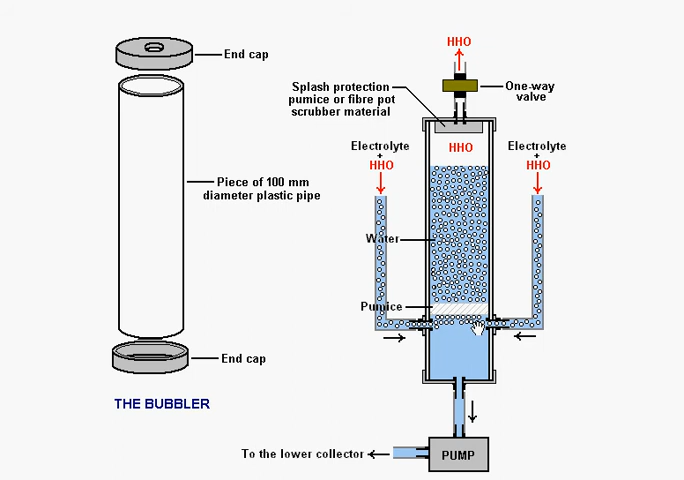 End cap
Piece of 100 mm
diameter plastic pipe
End cap
THE BUBBLER
HHO
One-way
valve
Splash protection
pumice or fibre pot
scrubber material
HHO
Electrolyte
+
HHO
Electrolyte
+
HHO
Water
Pumice
To the lower collector
PUMP